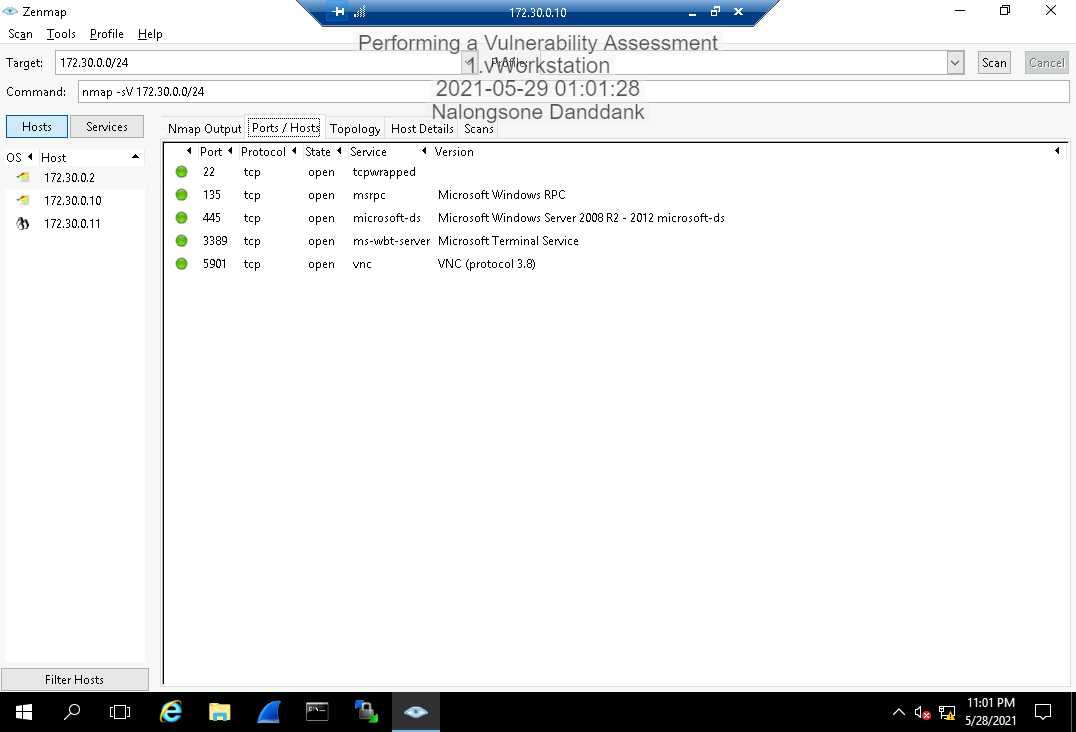 Zenmap
172.30.0.10
Scan Tools Profile Help
Performing a Vulnerability Assessment
Target: 172.30.0.0/24
Profile:
1. vWorkstation
Scan Cancel
Command: nmap -sV 172.30.0.0/24
2021-05-29 01:01:28
Nalongsone Danddank
Hosts Services
Nmap Output Ports / Hosts Topology Host Details Scans
OS Host
172.30.0.2
172.30.0.10
172.30.0.11
Port Protocol State Service Version
22 tcp open tcpwrapped
135 tcp open msrpc Microsoft Windows RPC
445 tcp open microsoft-ds Microsoft Windows Server 2008 R2 - 2012 microsoft-ds
3389 tcp open ms-wbt-server Microsoft Terminal Service
5901 tcp open vnc VNC (protocol 3.8)
Filter Hosts
11:01 PM
5/28/2021